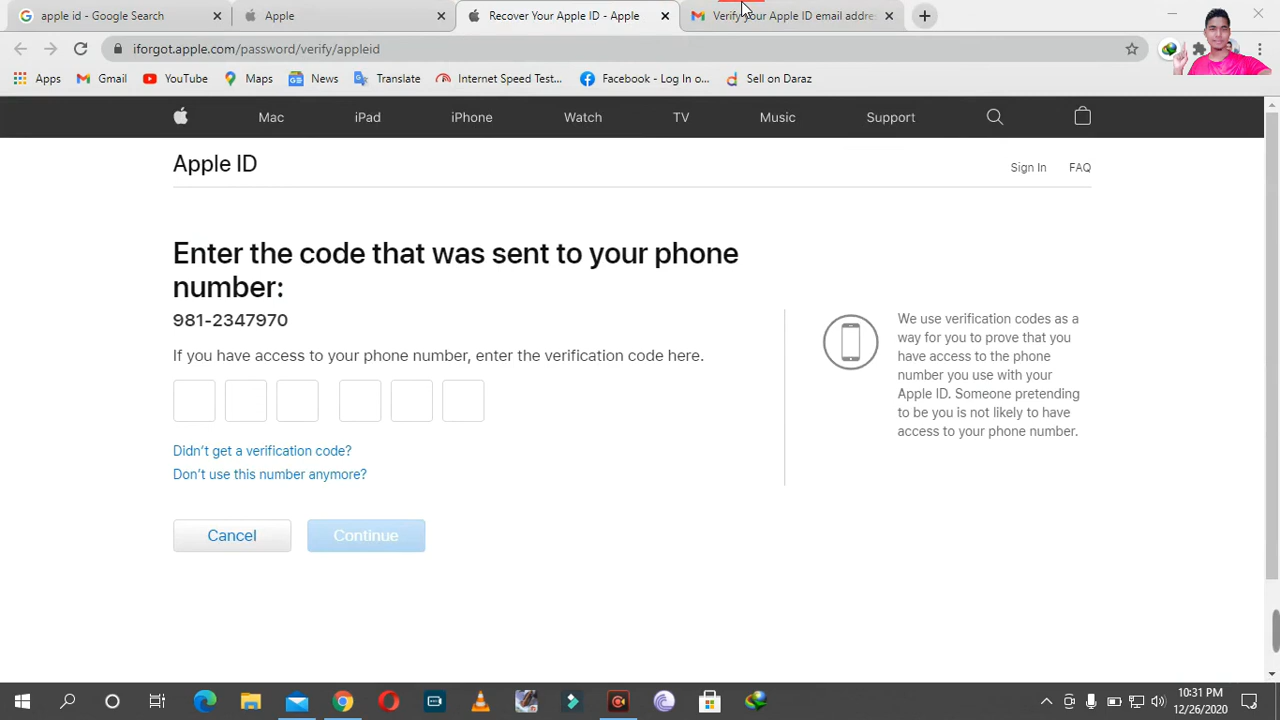 apple id - Google Search
Apple
Recover Your Apple ID - Apple
Verify your Apple ID email addre
iforgot.apple.com/password/verify/appleid
Apps
Gmail
YouTube
Maps
News
Translate
Internet Speed Test...
Facebook - Log In o...
Sell on Daraz
Mac
iPad
iPhone
Watch
TV
Music
Support
Apple ID
Sign In
FAQ
Enter the code that was sent to your phone
number:
981-2347970
If you have access to your phone number, enter the verification code here.
Didn't get a verification code?
Don't use this number anymore?
Cancel
Continue
We use verification codes as a
way for you to prove that you
have access to the phone
number you use with your
Apple ID. Someone pretending
to be you is not likely to have
access to your phone number.
10:31 PM
12/26/2020